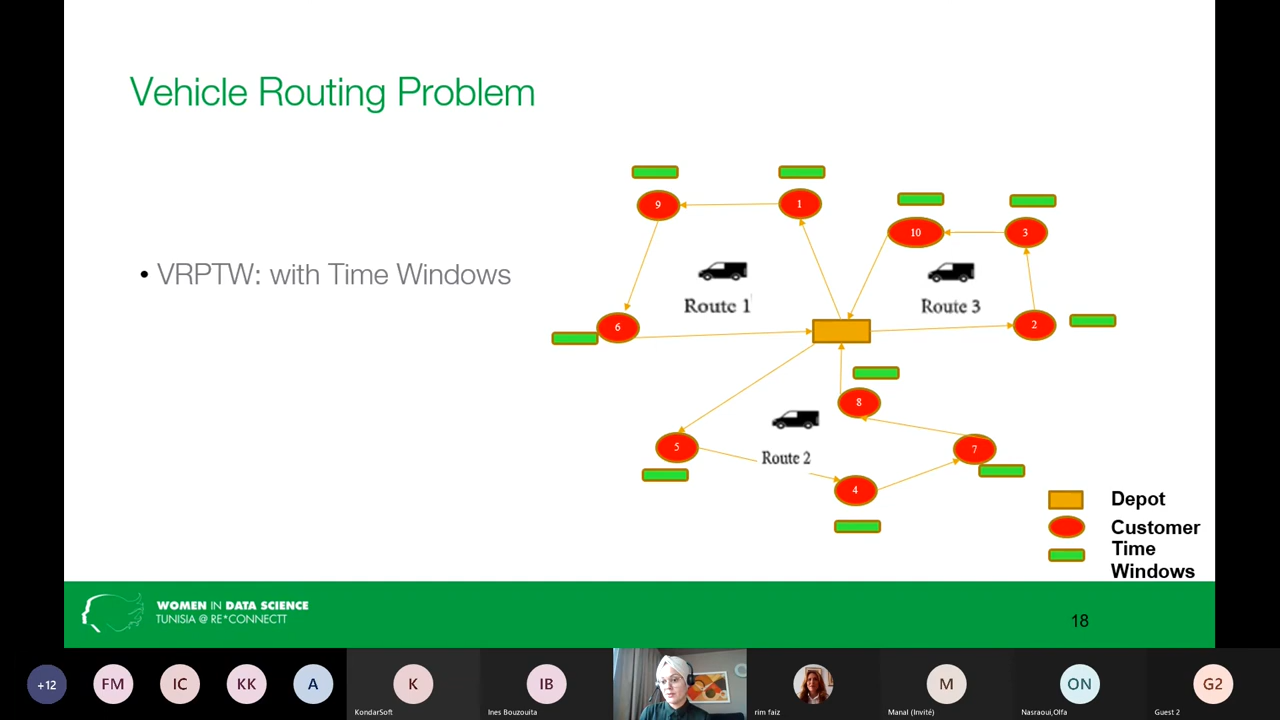 Vehicle Routing Problem
• VRPTW: with Time Windows
9
1
10
3
Route 1
Route 3
6
2
8
5
Route 2
7
4
Depot
Customer
Time
Windows
WOMEN IN DATA SCIENCE
TUNISIA @ RE*CONNECTT
18
+12
FM
IC
KK
A
K
IB
M
ON
G2
KondarSoft
Ines Bouzouita
rim faiz
Manal (Invité)
Nasraoui,Olfa
Guest 2